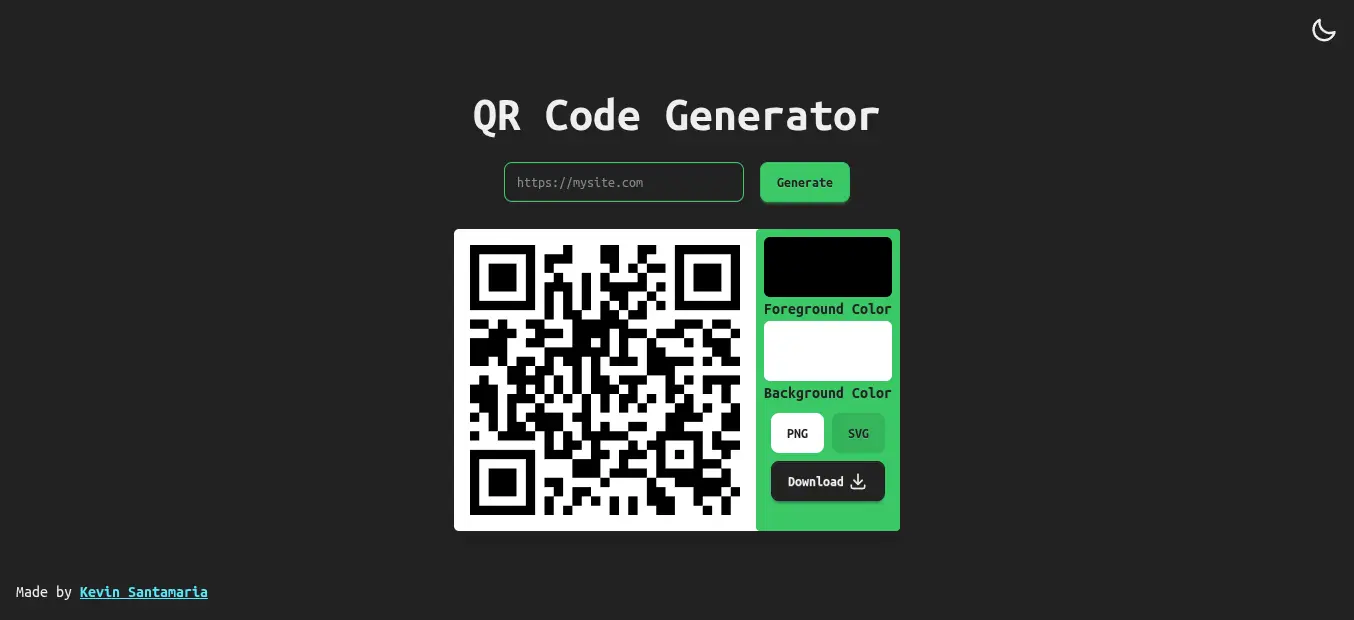 QR Code Generator
https://mysite.com
Generate
Foreground Color
Background Color
PNG
SVG
Download
Made by Kevin Santamaria